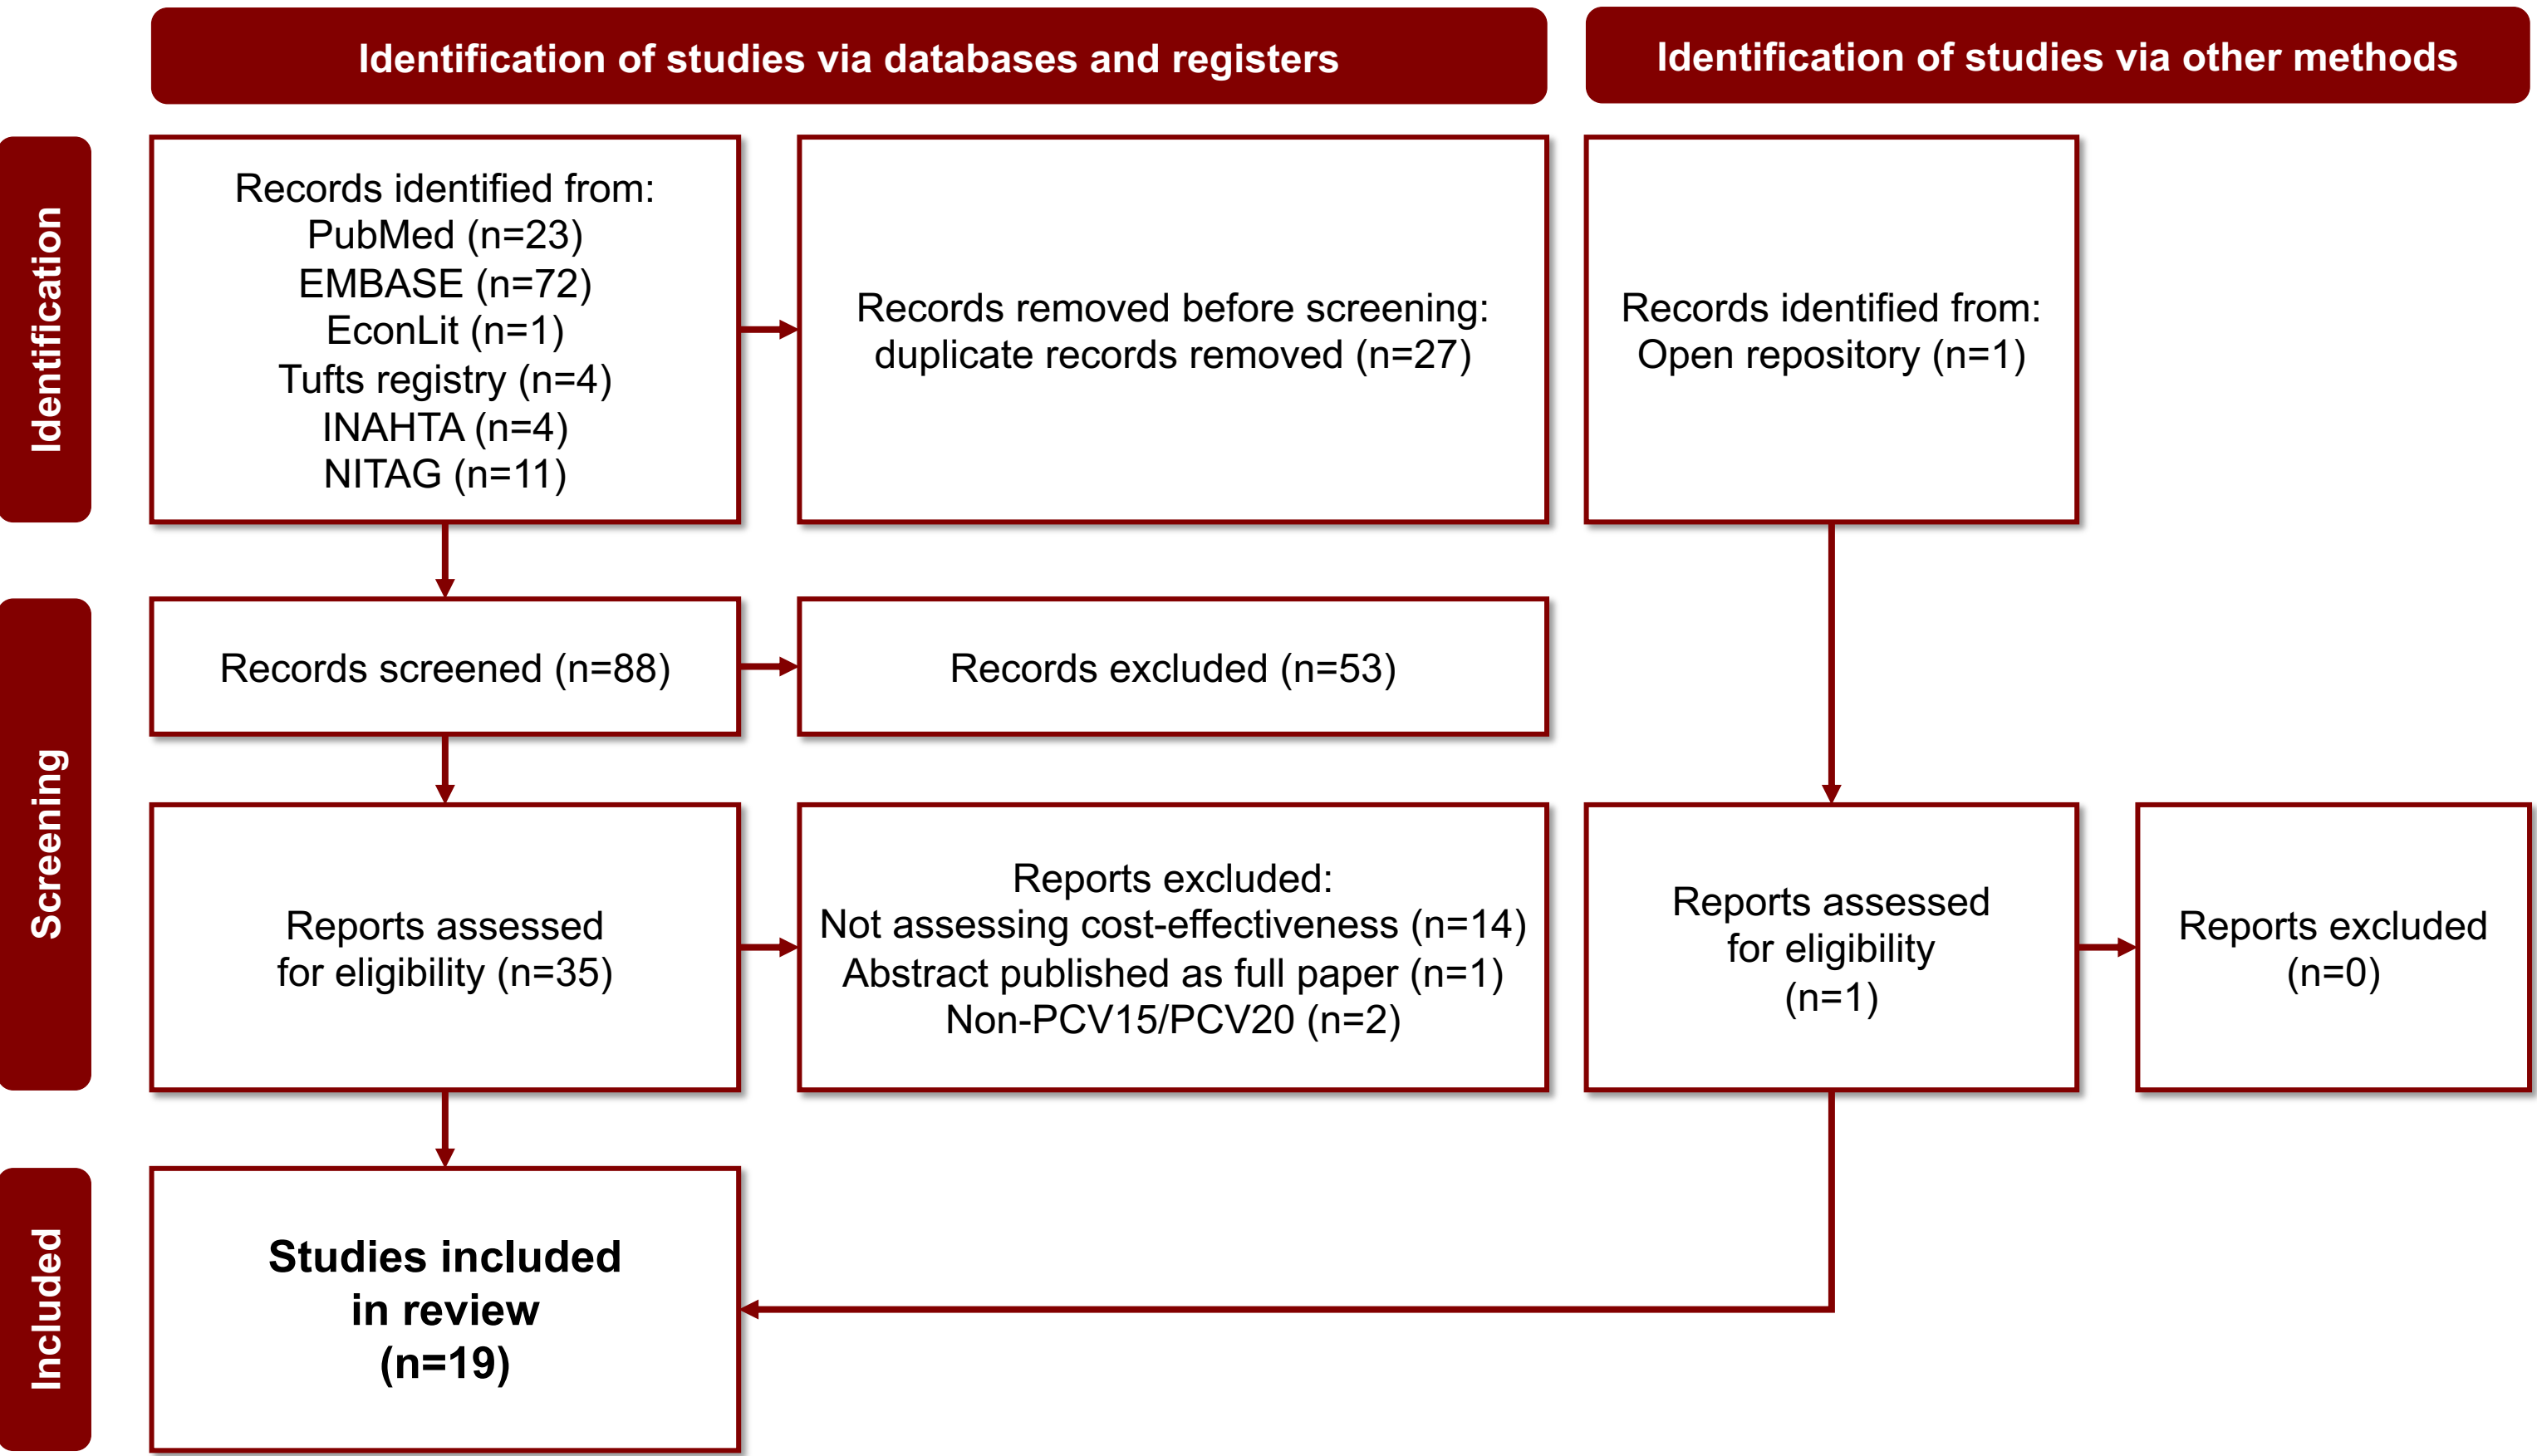 Identification of studies via databases and registers
Identification of studies via other methods
Identification
Records identified from:
PubMed (n=23)
EMBASE (n=72)
EconLit (n=1)
Tufts registry (n=4)
INAHTA (n=4)
NITAG (n=11)
Records removed before screening:
duplicate records removed (n=27)
Records identified from:
Open repository (n=1)
Screening
Records screened (n=88)
Records excluded (n=53)
Reports assessed
for eligibility (n=35)
Reports excluded:
Not assessing cost-effectiveness (n=14)
Abstract published as full paper (n=1)
Non-PCV15/PCV20 (n=2)
Reports assessed
for eligibility
(n=1)
Reports excluded
(n=0)
Included
Studies included
in review
(n=19)